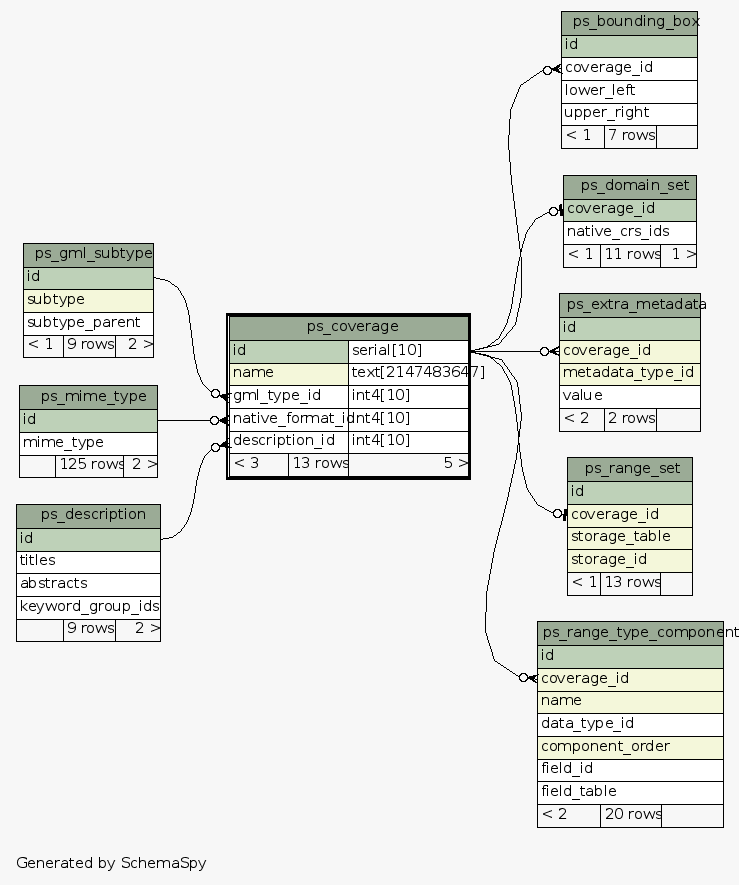 ps_bounding_box
id
coverage_id
lower_left
upper_right
< 1 7 rows
ps_domain_set
coverage_id
native_crs_ids
< 1 11 rows 1 >
ps_gml_subtype
id
subtype
subtype_parent
< 1 9 rows 2 >
ps_extra_metadata
id
coverage_id
metadata_type_id
value
< 2 2 rows
ps_coverage
id serial[10]
name text[2147483647]
gml_type_id int4[10]
native_format_id int4[10]
description_id int4[10]
< 3 13 rows 5 >
ps_mime_type
id
mime_type
125 rows 2 >
ps_range_set
id
coverage_id
storage_table
storage_id
< 1 13 rows
ps_description
id
titles
abstracts
keyword_group_ids
9 rows 2 >
ps_range_type_component
id
coverage_id
name
data_type_id
component_order
field_id
field_table
< 2 20 rows
Generated by SchemaSpy